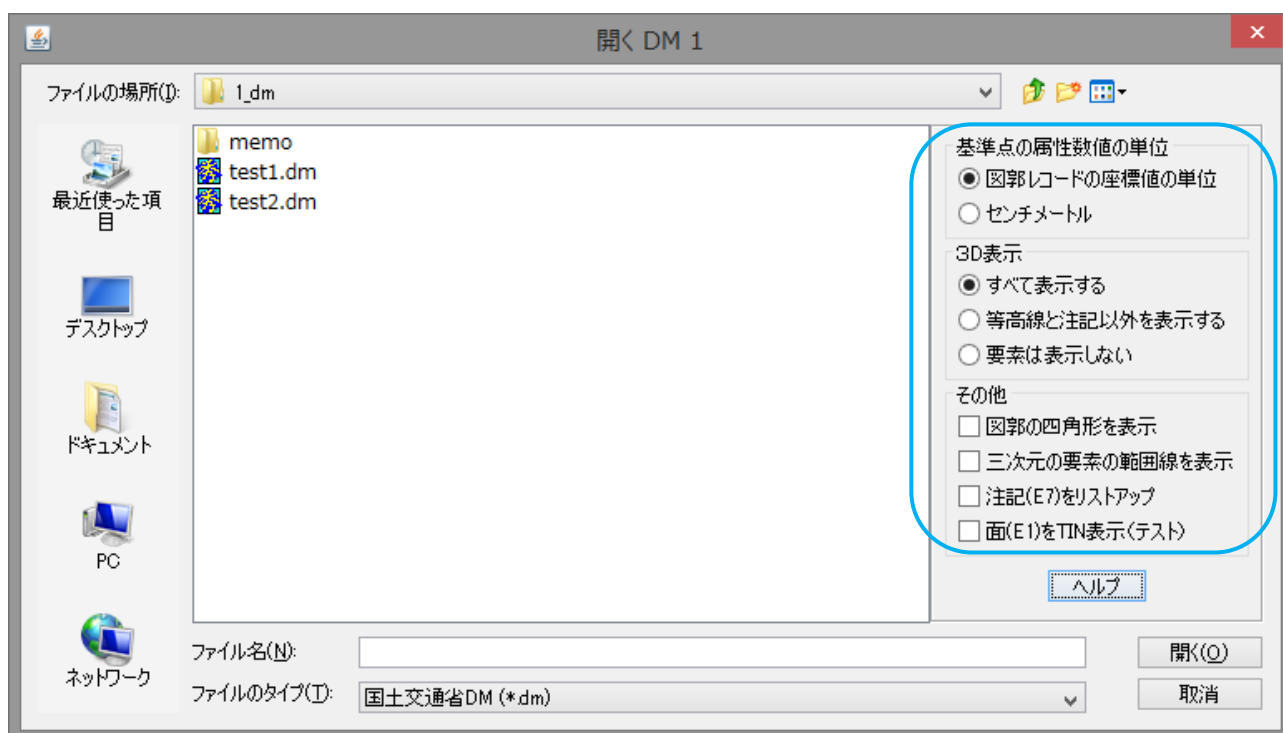 開く DM 1
ファイルの場所(I):
1_dm
最近使った項
目
デスクトップ
ドキュメント
PC
ネットワーク
memo
test1.dm
test2.dm
基準点の属性数値の単位
図郭レコードの座標値の単位
センチメートル
3D表示
すべて表示する
等高線と注記以外を表示する
要素は表示しない
その他
図郭の四角形を表示
三次元の要素の範囲線を表示
注記(E7)をリストアップ
面(E1)をTIN表示(テスト)
ヘルプ
ファイル名(N):
開く(O)
ファイルのタイプ(T):
国土交通省DM (*.dm)
取消